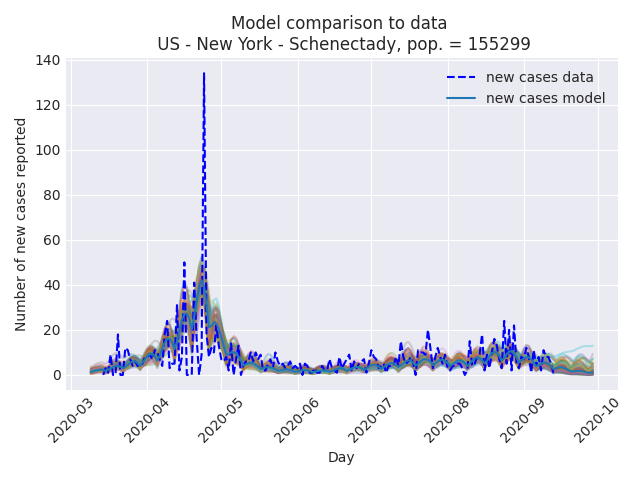 Model comparison to data
US - New York - Schenectady, pop. = 155299
new cases data
new cases model
Number of new cases reported
140
120
100
80
60
40
20
0
2020-03
2020-04
2020-05
2020-06
2020-07
2020-08
2020-09
2020-10
Day